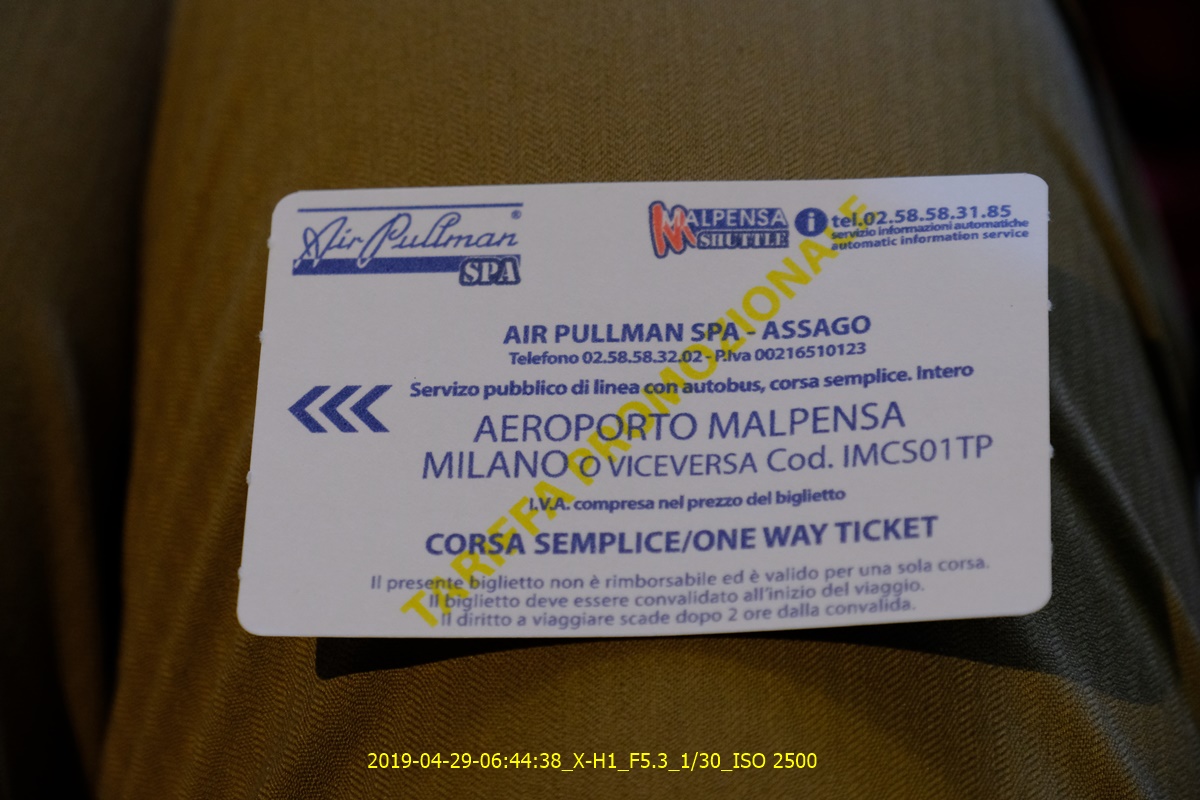 Air Pullman ®
SPA
MALPENSA
SHUTTLE
i tel.02.58.58.31.85
servizio informazioni automatiche
automatic information service
TARIFFA PROMOZIONALE
AIR PULLMAN SPA - ASSAGO
Telefono 02.58.58.32.02 - P.Iva 00216510123
Servizo pubblico di linea con autobus, corsa semplice. Intero
AEROPORTO MALPENSA
MILANO O VICEVERSA Cod. IMCS01TP
I.V.A. compresa nel prezzo del biglietto
CORSA SEMPLICE/ONE WAY TICKET
Il presente biglietto non è rimborsabile ed è valido per una sola corsa.
Il biglietto deve essere convalidato all'inizio del viaggio.
Il diritto a viaggiare scade dopo 2 ore dalla convalida.
2019-04-29-06:44:38_X-H1_F5.3_1/30_ISO 2500